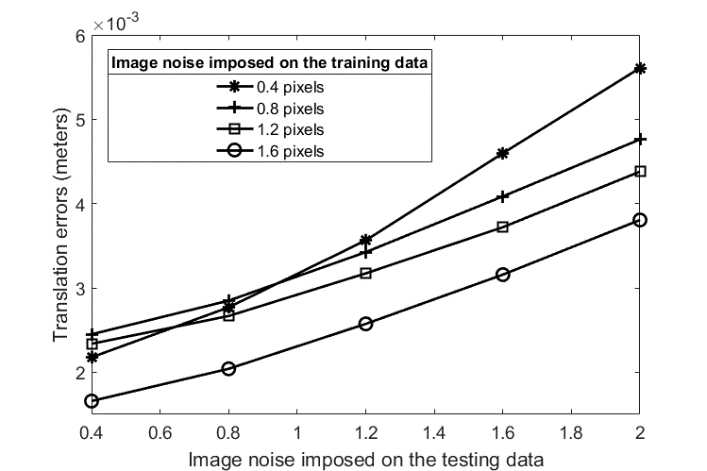 ×10⁻³
6
5
4
3
2
Translation errors (meters)
Image noise imposed on the training data
0.4 pixels
0.8 pixels
1.2 pixels
1.6 pixels
0.4 0.6 0.8 1 1.2 1.4 1.6 1.8 2
Image noise imposed on the testing data